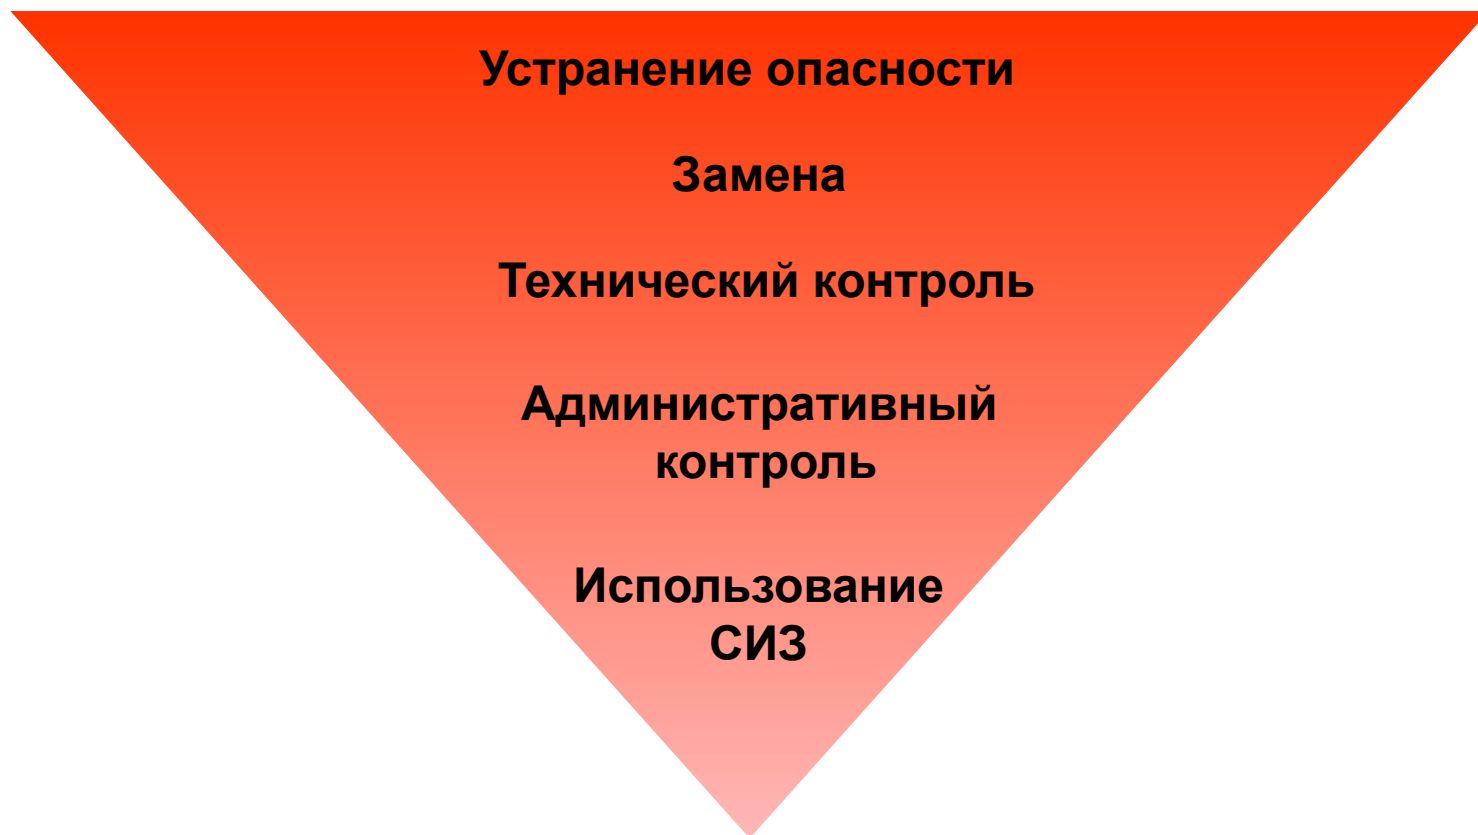 Устранение опасности
Замена
Технический контроль
Административный
контроль
Использование
СИЗ